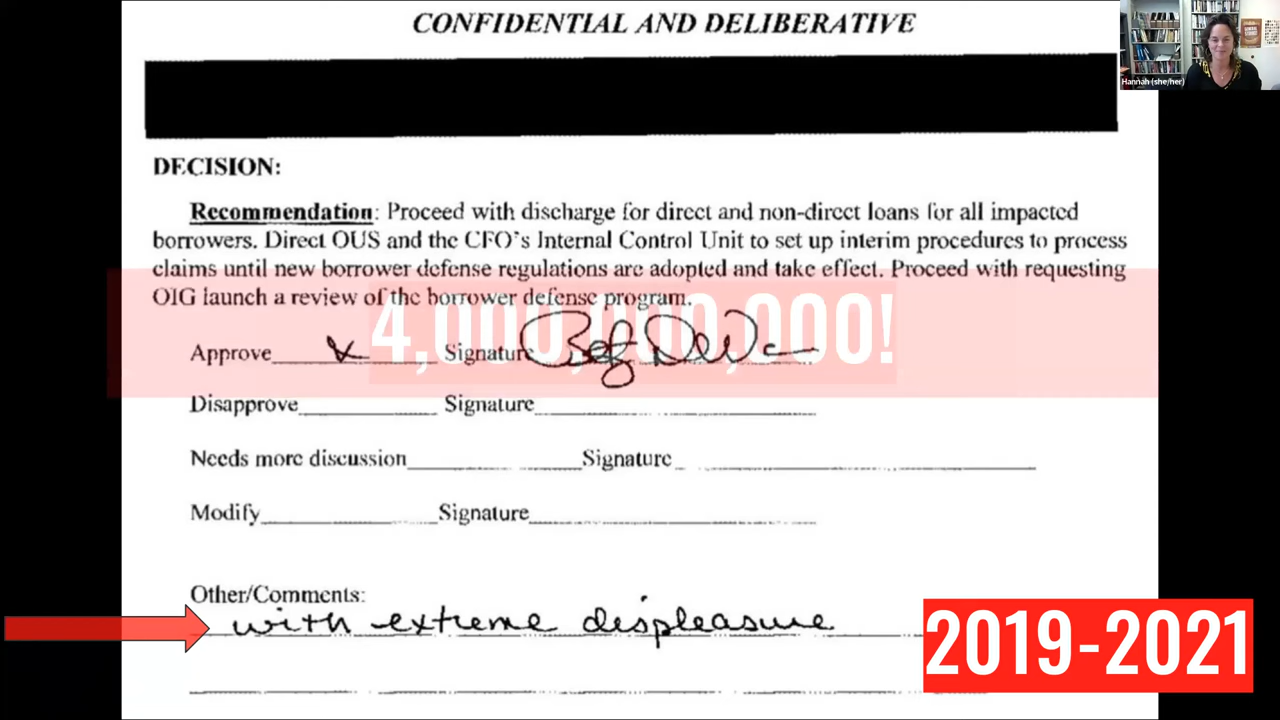 CONFIDENTIAL AND DELIBERATIVE
Hannah (she/her)
DECISION:
Recommendation: Proceed with discharge for direct and non-direct loans for all impacted
borrowers. Direct OUS and the CFO's Internal Control Unit to set up interim procedures to process
claims until new borrower defense regulations are adopted and take effect. Proceed with requesting
OIG launch a review of the borrower defense program.
4,000,000,000!
Approve x Signature Betsy DeVos
Disapprove Signature
Needs more discussion Signature
Modify Signature
Other/Comments:
with extreme displeasure
2019-2021